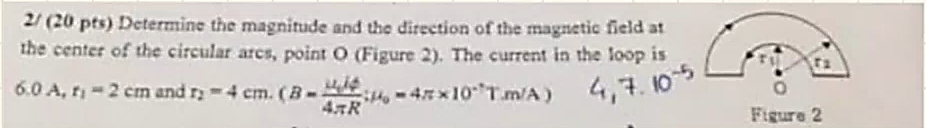 2/ (20 pts) Determine the magnitude and the direction of the magnetic field at
the center of the circular arcs, point O (Figure 2). The current in the loop is
6.0 A, r₁ = 2 cm and r₂ = 4 cm. (B = μ₀iϕ/4πR ; μ₀ = 4π×10⁻⁷T.m/A) 4,7.10⁻⁵
r₁ r₂
O
Figure 2